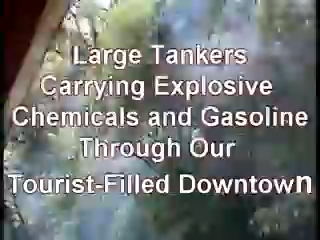 Large Tankers
Carrying Explosive
Chemicals and Gasoline
Through Our
Tourist-Filled Downtown